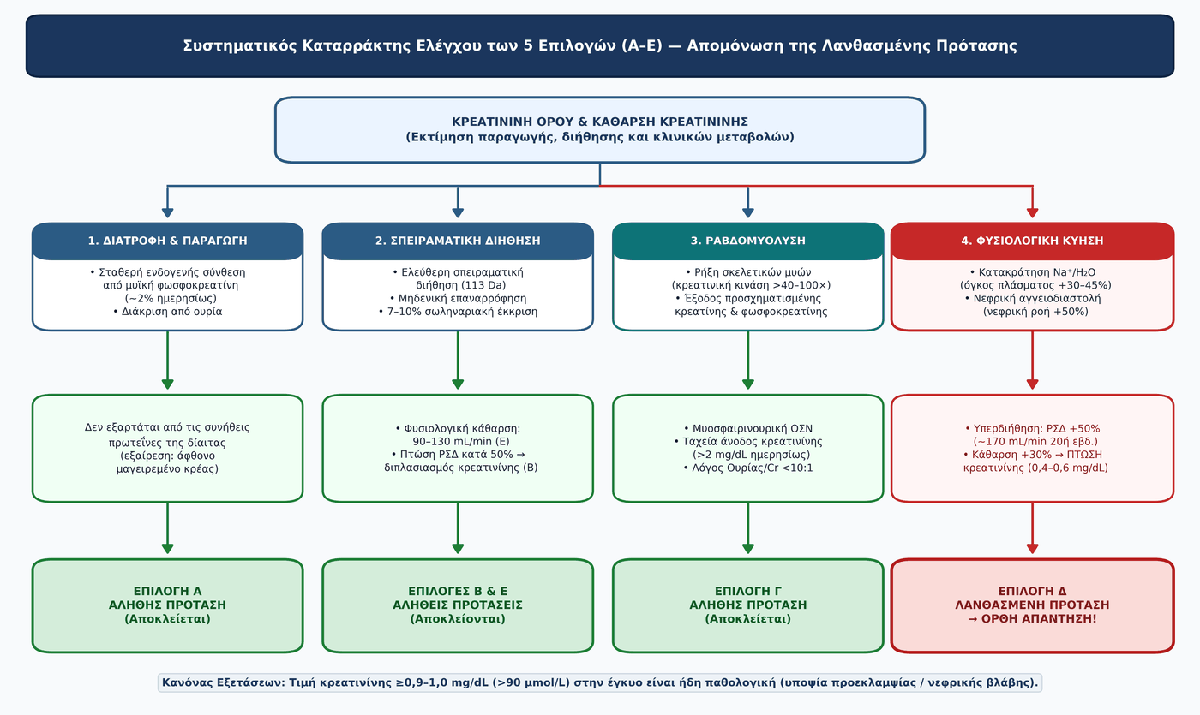 Συστηματικός Καταρράκτης Ελέγχου των 5 Επιλογών (Α–Ε) — Απομόνωση της Λανθασμένης Πρότασης
ΚΡΕΑΤΙΝΙΝΗ ΟΡΟΥ & ΚΑΘΑΡΣΗ ΚΡΕΑΤΙΝΙΝΗΣ
(Εκτίμηση παραγωγής, διήθησης και κλινικών μεταβολών)
1. ΔΙΑΤΡΟΦΗ & ΠΑΡΑΓΩΓΗ
• Σταθερή ενδογενής σύνθεση
από μυϊκή φωσφοκρεατίνη
(~2% ημερησίως)
• Διάκριση από ουρία
Δεν εξαρτάται από τις συνήθεις
πρωτεΐνες της δίαιτας
(εξαίρεση: άφθονο
μαγειρεμένο κρέας)
ΕΠΙΛΟΓΗ Α
ΑΛΗΘΗΣ ΠΡΟΤΑΣΗ
(Αποκλείεται)
2. ΣΠΕΙΡΑΜΑΤΙΚΗ ΔΙΗΘΗΣΗ
• Ελεύθερη σπειραματική
διήθηση (113 Da)
• Μηδενική επαναρρόφηση
• 7–10% σωληναριακή έκκριση
• Φυσιολογική κάθαρση:
90–130 mL/min (Ε)
• Πτώση ΡΣΔ κατά 50% →
διπλασιασμός κρεατινίνης (Β)
ΕΠΙΛΟΓΕΣ Β & Ε
ΑΛΗΘΕΙΣ ΠΡΟΤΑΣΕΙΣ
(Αποκλείονται)
3. ΡΑΒΔΟΜΥΟΛΥΣΗ
• Ρήξη σκελετικών μυών
(κρεατινική κινάση >40–100×)
• Έξοδος προσχηματισμένης
κρεατίνης & φωσφοκρεατίνης
• Μυοσφαιρινουρική ΟΣΝ
• Ταχεία άνοδος κρεατινίνης
(>2 mg/dL ημερησίως)
• Λόγος Ουρίας/Cr <10:1
ΕΠΙΛΟΓΗ Γ
ΑΛΗΘΗΣ ΠΡΟΤΑΣΗ
(Αποκλείεται)
4. ΦΥΣΙΟΛΟΓΙΚΗ ΚΥΗΣΗ
• Κατακράτηση Na⁺/H₂O
(όγκος πλάσματος +30–45%)
• Νεφρική αγγειοδιαστολή
(νεφρική ροή +50%)
• Υπερδιήθηση: ΡΣΔ +50%
(~170 mL/min 20ή εβδ.)
• Κάθαρση +30% → ΠΤΩΣΗ
κρεατινίνης (0,4–0,6 mg/dL)
ΕΠΙΛΟΓΗ Δ
ΛΑΝΘΑΣΜΕΝΗ ΠΡΟΤΑΣΗ
→ ΟΡΘΗ ΑΠΑΝΤΗΣΗ!
Κανόνας Εξετάσεων: Τιμή κρεατινίνης ≥0,9–1,0 mg/dL (>90 μmol/L) στην έγκυο είναι ήδη παθολογική (υποψία προεκλαμψίας / νεφρικής βλάβης).